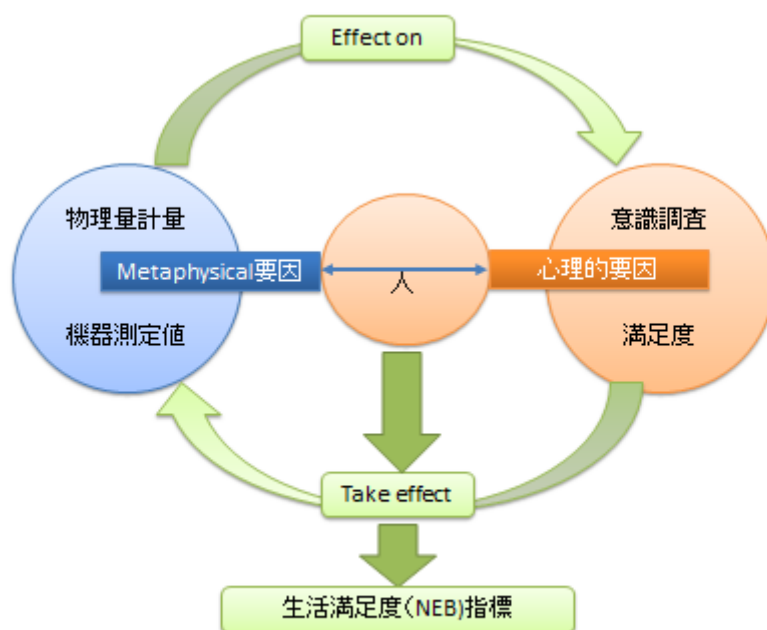 Effect on
物理量計量
意識調査
Metaphysical要因
人
心理的要因
機器測定値
満足度
Take effect
生活満足度(NEB)指標